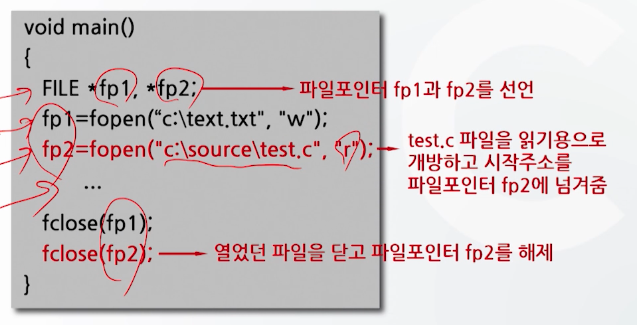 void main()
{
FILE *fp1, *fp2; 파일포인터 fp1과 fp2를 선언
fp1=fopen(“c:\text.txt", "w");
fp2=fopen("c:\source\test.c", "r"); test.c 파일을 읽기용으로
개방하고 시작주소를
파일포인터 fp2에 넘겨줌
...
fclose(fp1);
fclose(fp2); 열었던 파일을 닫고 파일포인터 fp2를 해제
}